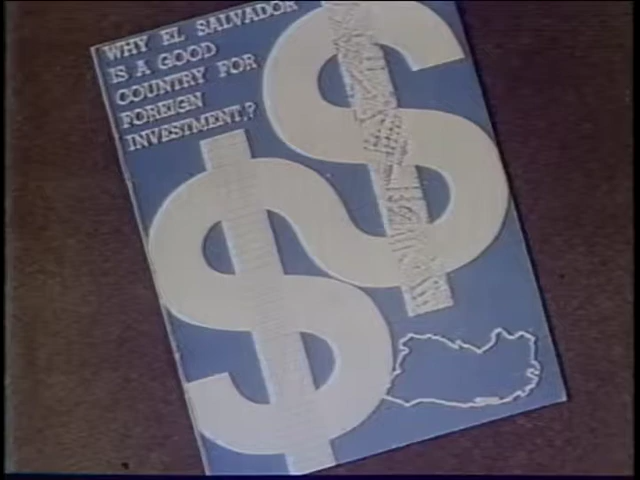 WHY EL SALVADOR
IS A GOOD
COUNTRY FOR
FOREIGN
INVESTMENT,?
$
$